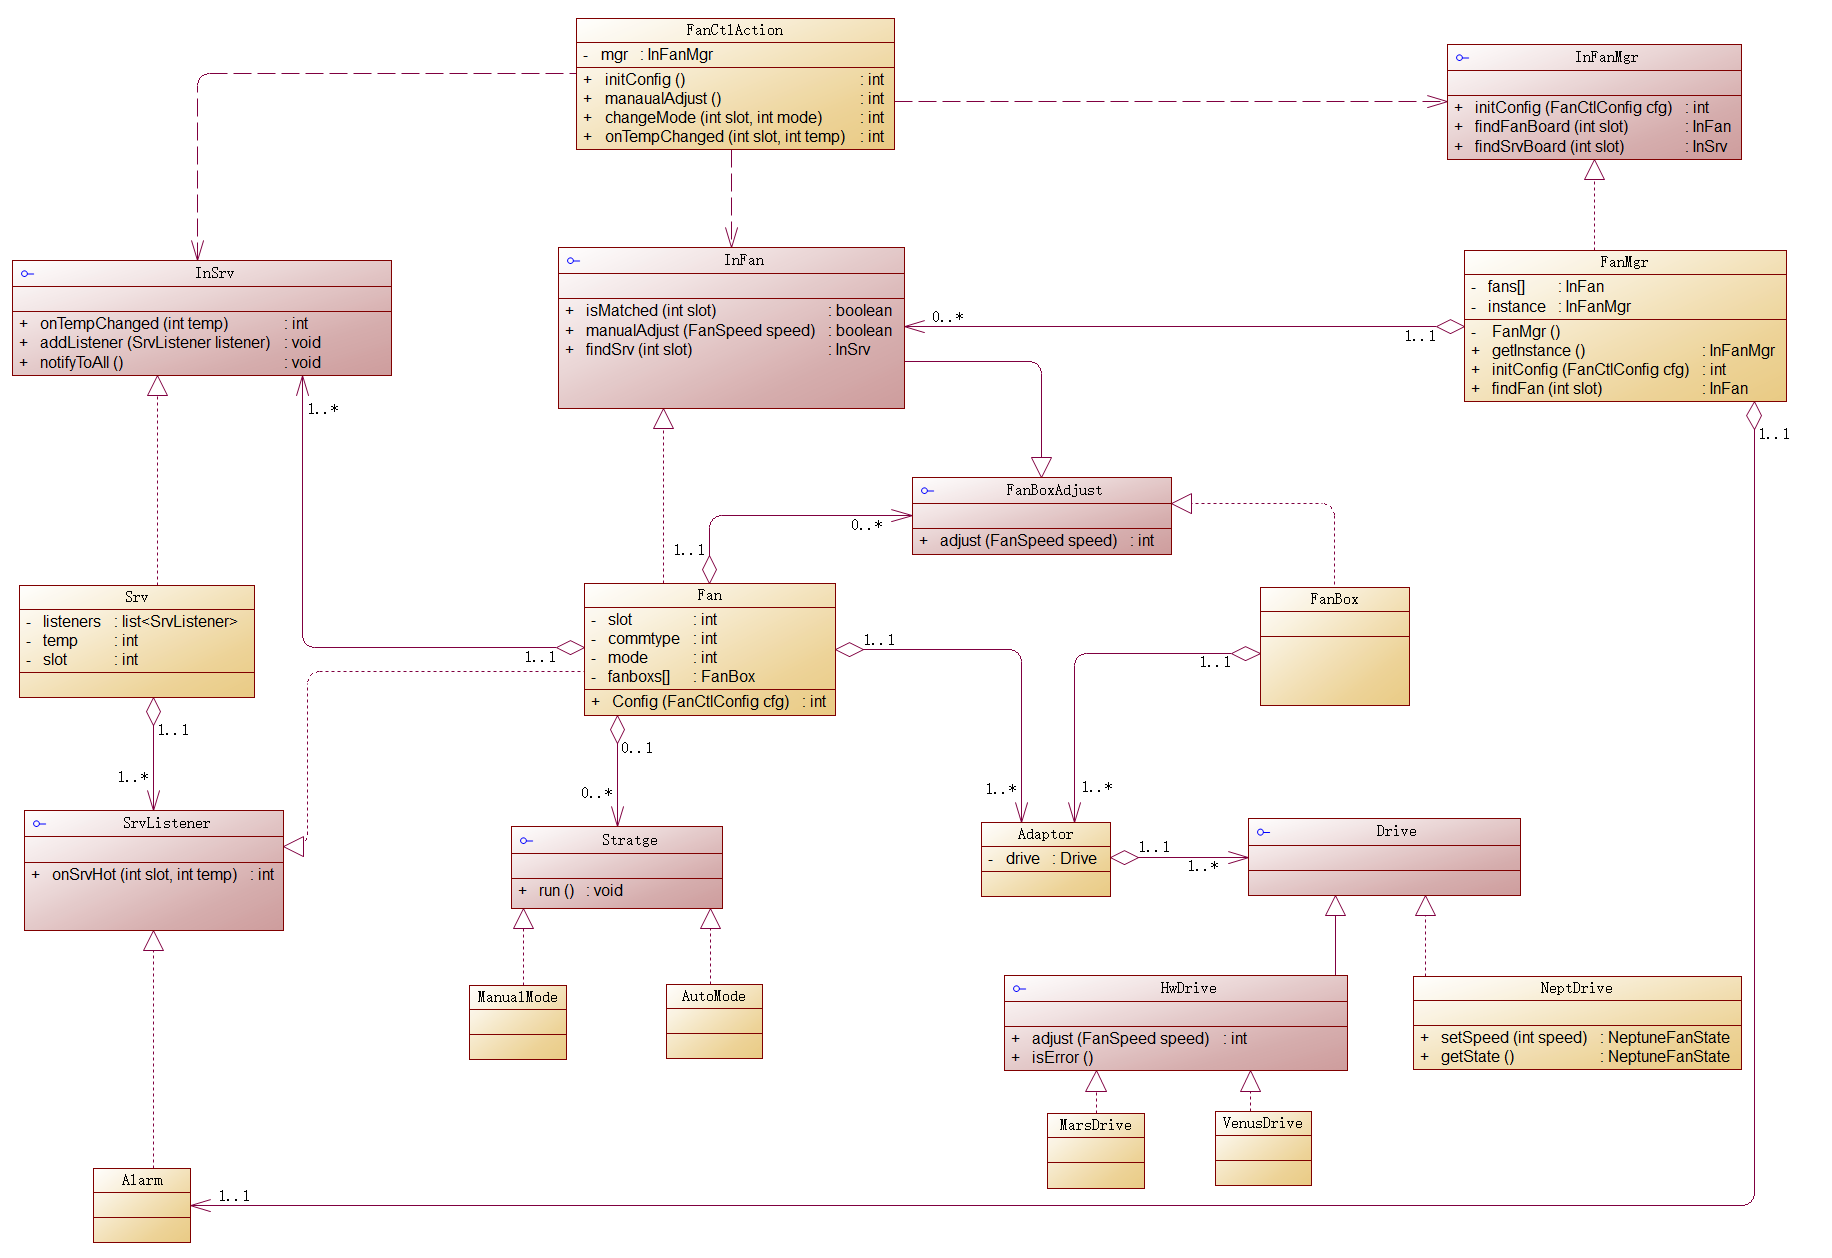 FanCtlAction
- mgr : InFanMgr
+ initConfig () : int
+ manaualAdjust () : int
+ changeMode (int slot, int mode) : int
+ onTempChanged (int slot, int temp) : int
InFanMgr
+ initConfig (FanCtlConfig cfg) : int
+ findFanBoard (int slot) : InFan
+ findSrvBoard (int slot) : InSrv
InSrv
+ onTempChanged (int temp) : int
+ addListener (SrvListener listener) : void
+ notifyToAll () : void
InFan
+ isMatched (int slot) : boolean
+ manualAdjust (FanSpeed speed) : boolean
+ findSrv (int slot) : InSrv
FanMgr
- fans[] : InFan
- instance : InFanMgr
- FanMgr ()
+ getInstance () : InFanMgr
+ initConfig (FanCtlConfig cfg) : int
+ findFan (int slot) : InFan
0..*
1..1
1..*
1..1
FanBoxAdjust
+ adjust (FanSpeed speed) : int
0..*
1..1
Srv
- listeners : list<SrvListener>
- temp : int
- slot : int
Fan
- slot : int
- commtype : int
- mode : int
- fanboxs[] : FanBox
+ Config (FanCtlConfig cfg) : int
FanBox
1..1
1..1
1..1
1..1
0..1
1..*
0..*
1..*
1..*
SrvListener
+ onSrvHot (int slot, int temp) : int
Stratge
+ run () : void
Adaptor
- drive : Drive
1..1
1..*
Drive
ManualMode
AutoMode
HwDrive
+ adjust (FanSpeed speed) : int
+ isError ()
NeptDrive
+ setSpeed (int speed) : NeptuneFanState
+ getState () : NeptuneFanState
MarsDrive
VenusDrive
Alarm
1..1